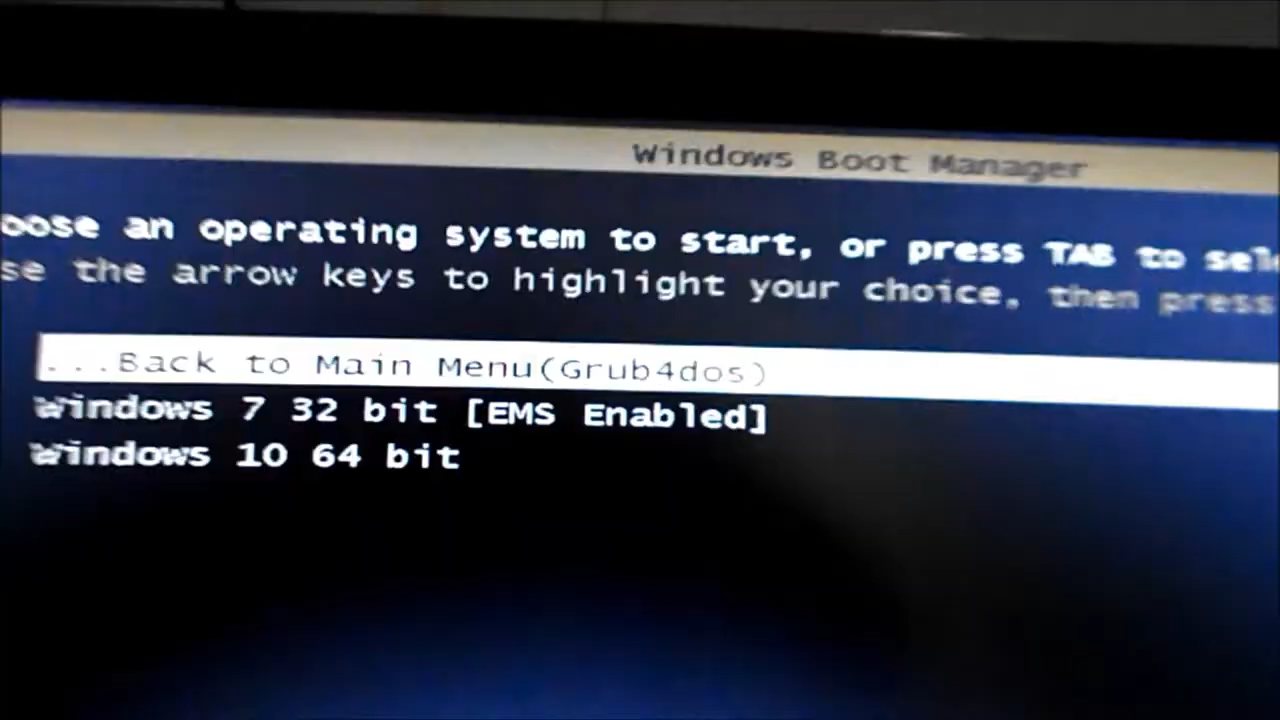 Windows Boot Manager
oose an operating system to start, or press TAB to sel
se the arrow keys to highlight your choice, then press
...Back to Main Menu(Grub4dos)
Windows 7 32 bit [EMS Enabled]
Windows 10 64 bit